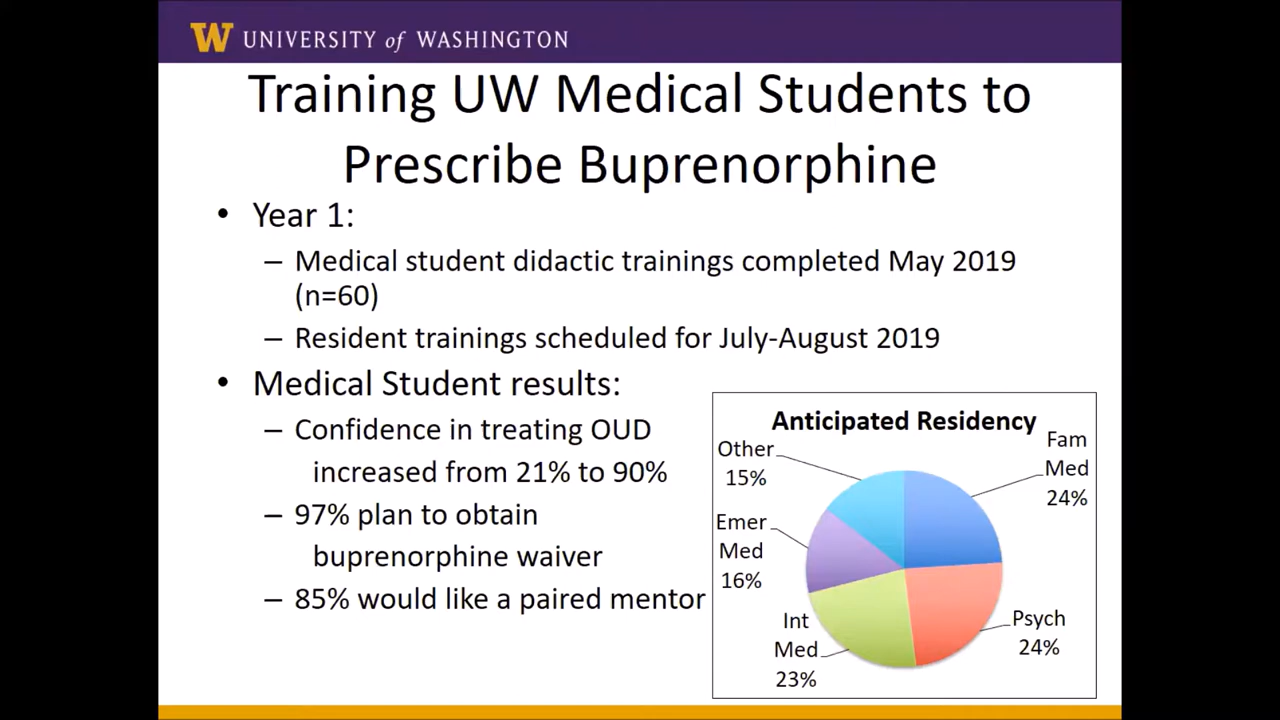 W UNIVERSITY of WASHINGTON
Training UW Medical Students to
Prescribe Buprenorphine
• Year 1:
– Medical student didactic trainings completed May 2019
(n=60)
– Resident trainings scheduled for July-August 2019
• Medical Student results:
– Confidence in treating OUD
increased from 21% to 90%
– 97% plan to obtain
buprenorphine waiver
– 85% would like a paired mentor
Anticipated Residency
Fam
Med
24%
Psych
24%
Int
Med
23%
Emer
Med
16%
Other
15%